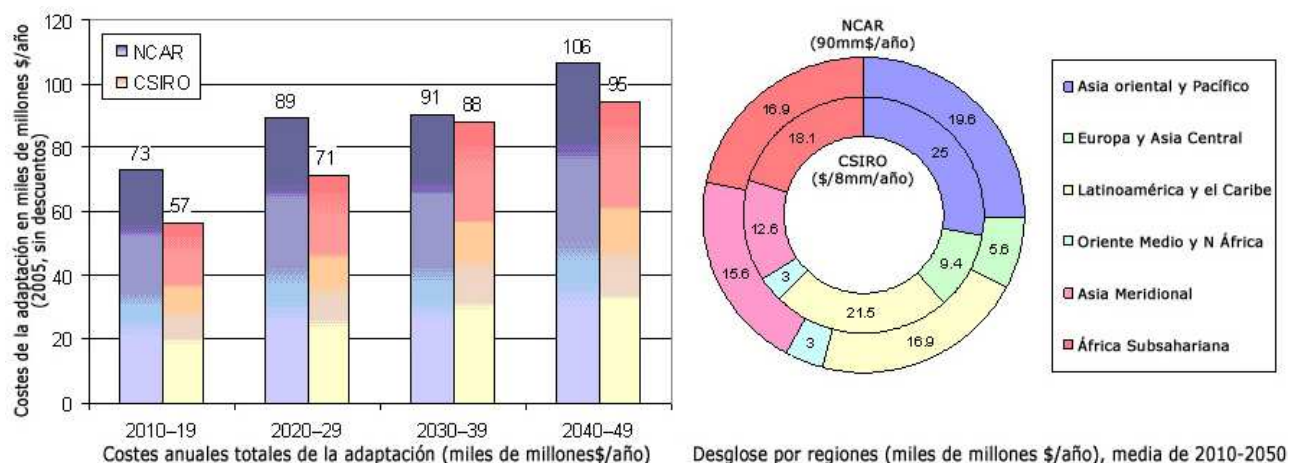 Costes de la adaptación en miles de millones $/año
(2005, sin descuentos)
120
100
80
60
40
20
0
NCAR
CSIRO
73
57
89
71
91
88
106
95
2010–19
2020–29
2030–39
2040–49
Costes anuales totales de la adaptación (miles de millones$/año)
NCAR
(90mm$/año)
16.9
19.6
18.1
25
CSIRO
($/8mm/año)
12.6
9.4
5.6
15.6
3
21.5
3
16.9
Asia oriental y Pacífico
Europa y Asia Central
Latinoamérica y el Caribe
Oriente Medio y N África
Asia Meridional
África Subsahariana
Desglose por regiones (miles de millones $/año), media de 2010-2050